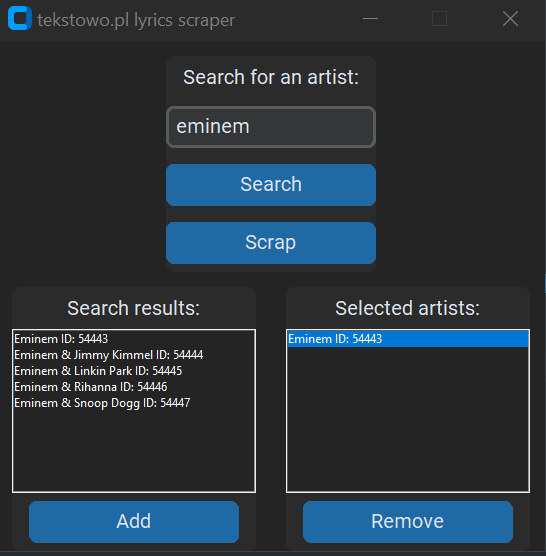 tekstowo.pl lyrics scraper
Search for an artist:
eminem
Search
Scrap
Search results:
Eminem ID: 54443
Eminem & Jimmy Kimmel ID: 54444
Eminem & Linkin Park ID: 54445
Eminem & Rihanna ID: 54446
Eminem & Snoop Dogg ID: 54447
Add
Selected artists:
Eminem ID: 54443
Remove